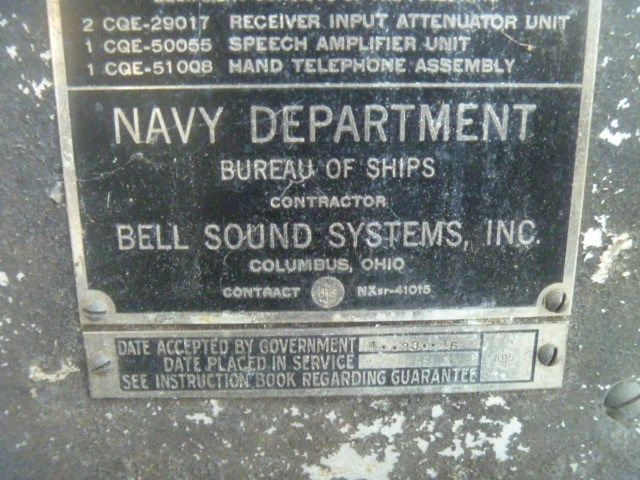 2 CQE-29017 RECEIVER INPUT ATTENUATOR UNIT
1 CQE-50055 SPEECH AMPLIFIER UNIT
1 CQE-51008 HAND TELEPHONE ASSEMBLY
NAVY DEPARTMENT
BUREAU OF SHIPS
CONTRACTOR
BELL SOUND SYSTEMS, INC.
COLUMBUS, OHIO
CONTRACT NXsr-41015
DATE ACCEPTED BY GOVERNMENT
DATE PLACED IN SERVICE
SEE INSTRUCTION BOOK REGARDING GUARANTEE